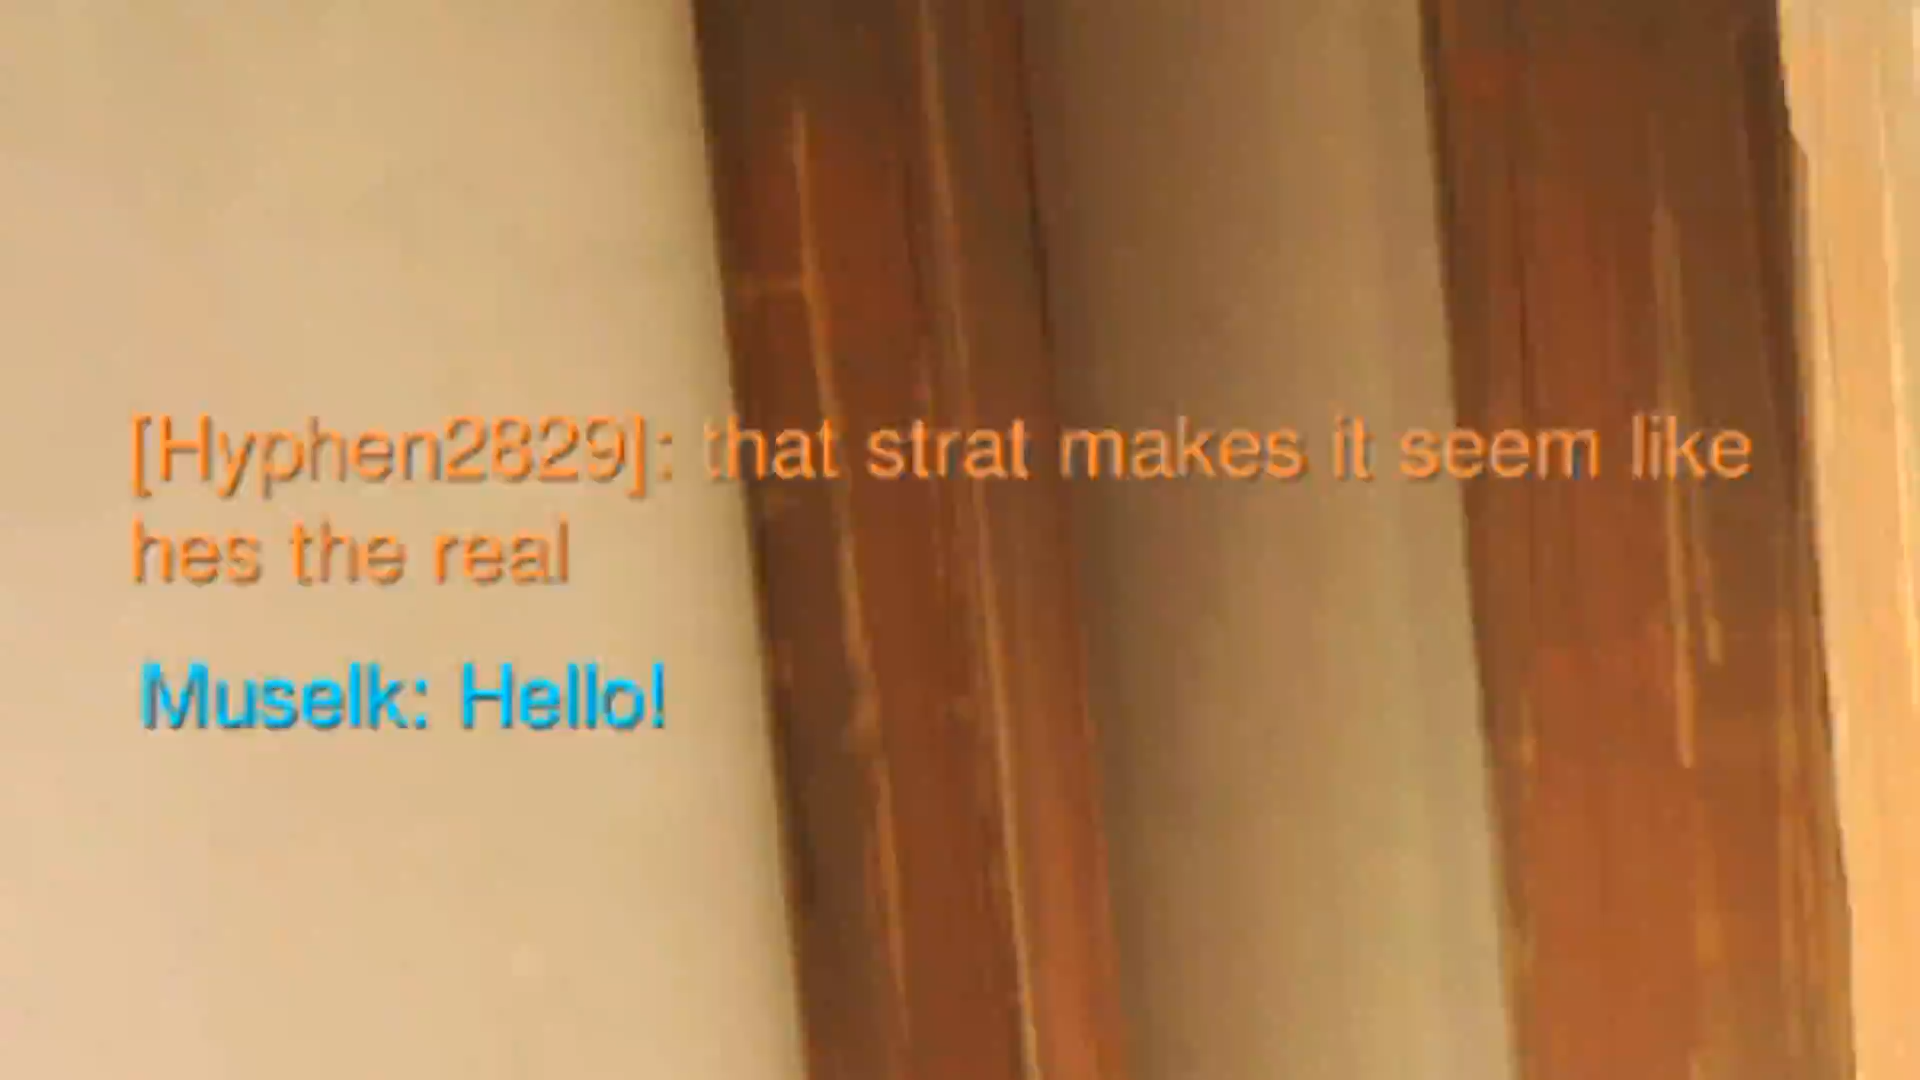 [Hyphen2829]: that strat makes it seem like
hes the real
Muselk: Hello!